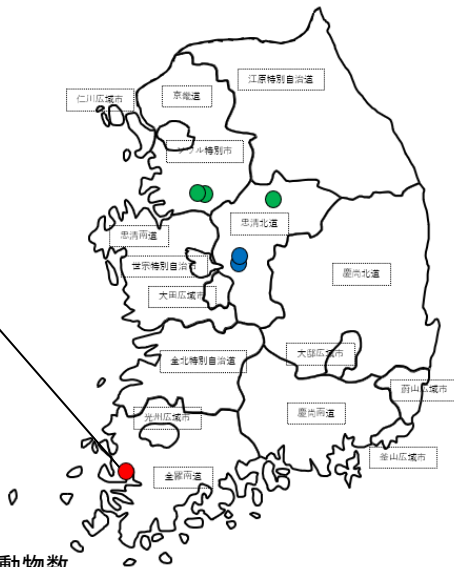 江原特別自治道
京畿道
仁川広域市
ソウル特別市
忠清北道
忠清南道
世宗特別自治市
慶尚北道
大田広域市
大邱広域市
全北特別自治道
蔚山広域市
慶尚南道
光州広域市
釜山広域市
全羅南道
動物数